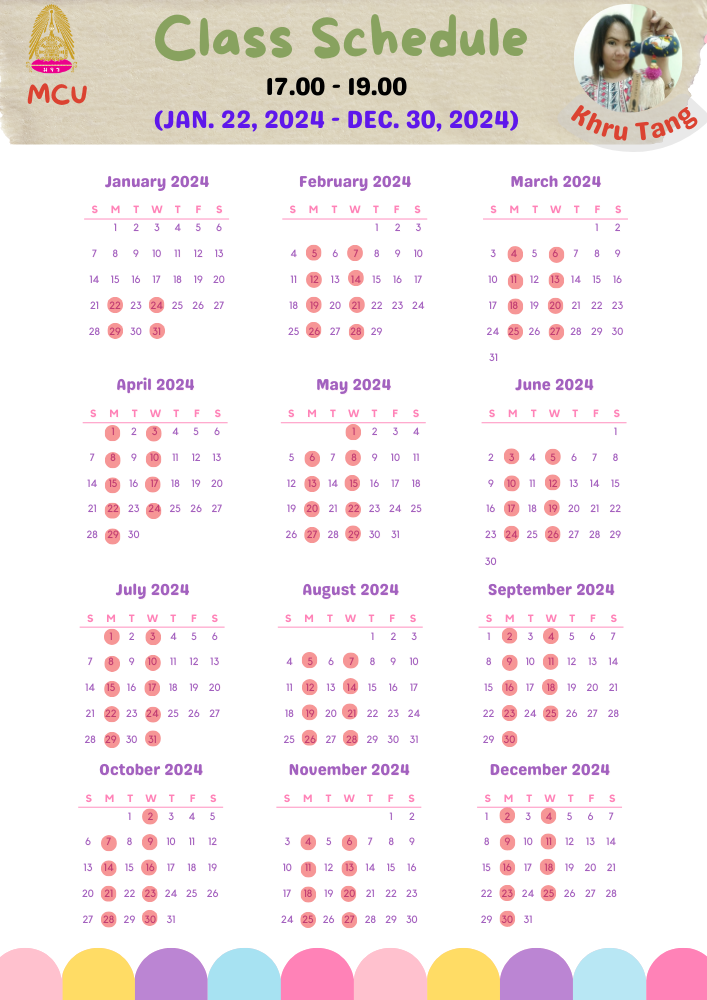 Class Schedule
17.00 - 19.00
(JAN. 22, 2024 - DEC. 30, 2024)
ม จ ร
MCU
Khru Tang
January 2024
S M T W T F S
1 2 3 4 5 6
7 8 9 10 11 12 13
14 15 16 17 18 19 20
21 22 23 24 25 26 27
28 29 30 31
February 2024
S M T W T F S
1 2 3
4 5 6 7 8 9 10
11 12 13 14 15 16 17
18 19 20 21 22 23 24
25 26 27 28 29
March 2024
S M T W T F S
1 2
3 4 5 6 7 8 9
10 11 12 13 14 15 16
17 18 19 20 21 22 23
24 25 26 27 28 29 30
31
April 2024
S M T W T F S
1 2 3 4 5 6
7 8 9 10 11 12 13
14 15 16 17 18 19 20
21 22 23 24 25 26 27
28 29 30
May 2024
S M T W T F S
1 2 3 4
5 6 7 8 9 10 11
12 13 14 15 16 17 18
19 20 21 22 23 24 25
26 27 28 29 30 31
June 2024
S M T W T F S
1
2 3 4 5 6 7 8
9 10 11 12 13 14 15
16 17 18 19 20 21 22
23 24 25 26 27 28 29
30
July 2024
S M T W T F S
1 2 3 4 5 6
7 8 9 10 11 12 13
14 15 16 17 18 19 20
21 22 23 24 25 26 27
28 29 30 31
August 2024
S M T W T F S
1 2 3
4 5 6 7 8 9 10
11 12 13 14 15 16 17
18 19 20 21 22 23 24
25 26 27 28 29 30 31
September 2024
S M T W T F S
1 2 3 4 5 6 7
8 9 10 11 12 13 14
15 16 17 18 19 20 21
22 23 24 25 26 27 28
29 30
October 2024
S M T W T F S
1 2 3 4 5
6 7 8 9 10 11 12
13 14 15 16 17 18 19
20 21 22 23 24 25 26
27 28 29 30 31
November 2024
S M T W T F S
1 2
3 4 5 6 7 8 9
10 11 12 13 14 15 16
17 18 19 20 21 22 23
24 25 26 27 28 29 30
December 2024
S M T W T F S
1 2 3 4 5 6 7
8 9 10 11 12 13 14
15 16 17 18 19 20 21
22 23 24 25 26 27 28
29 30 31